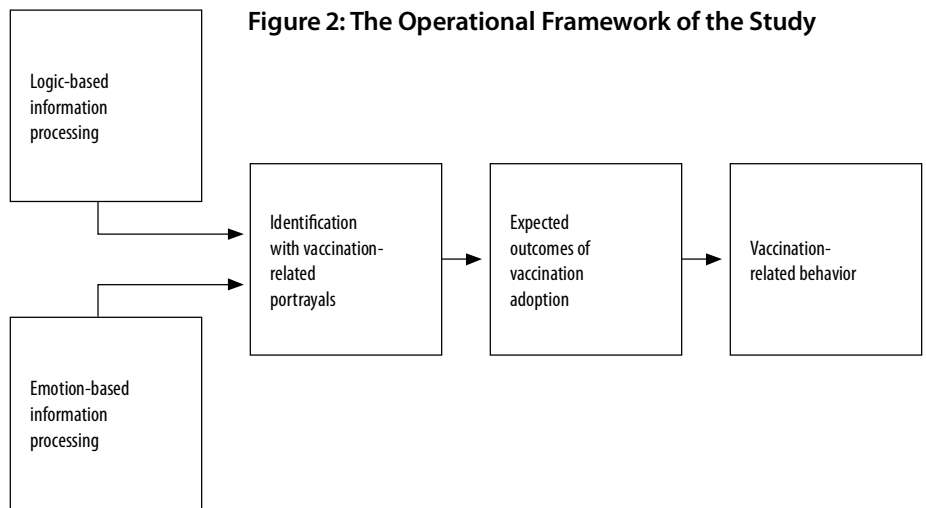 Figure 2: The Operational Framework of the Study
Logic-based
information
processing
Identification
with vaccination-
related
portrayals
Expected
outcomes of
vaccination
adoption
Vaccination-
related behavior
Emotion-based
information
processing